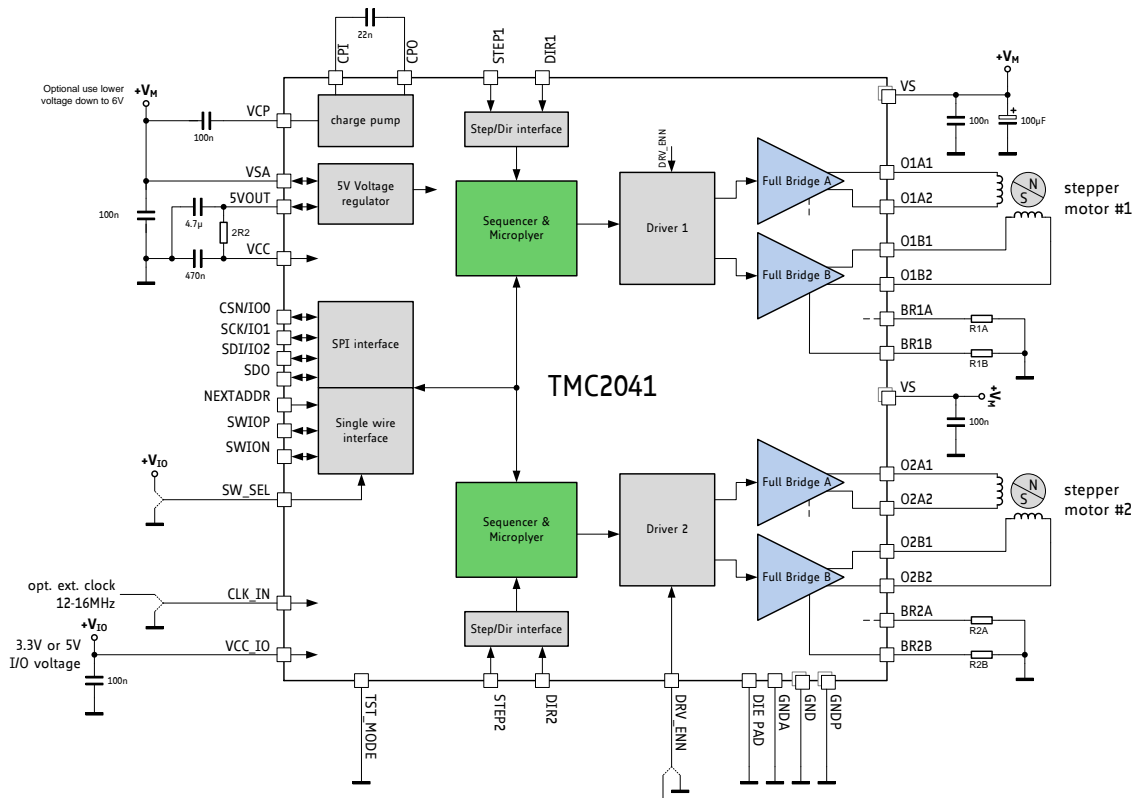 22n
CPI
CPO
STEP1
DIR1
Optional use lower
voltage down to 6V
+VM
VCP
100n
charge pump
Step/Dir interface
VSA
5V Voltage
regulator
5VOUT
4.7µ
2R2
100n
470n
VCC
Sequencer &
Microplyer
DRV_ENN
Driver 1
Full Bridge A
Full Bridge B
VS
+VM
100n
100µF
+
O1A1
O1A2
O1B1
O1B2
N
S
stepper
motor #1
BR1A
R1A
BR1B
R1B
CSN/IO0
SCK/IO1
SDI/IO2
SDO
NEXTADDR
SWIOP
SWION
SPI interface
Single wire
interface
TMC2041
VS
+VM
100n
+VIO
SW_SEL
Sequencer &
Microplyer
Driver 2
Full Bridge A
Full Bridge B
O2A1
O2A2
O2B1
O2B2
N
S
stepper
motor #2
BR2A
R2A
BR2B
R2B
opt. ext. clock
12-16MHz
CLK_IN
+VIO
3.3V or 5V
I/O voltage
VCC_IO
100n
Step/Dir interface
TST_MODE
STEP2
DIR2
DRV_ENN
DIE PAD
GNDA
GND
GNDP